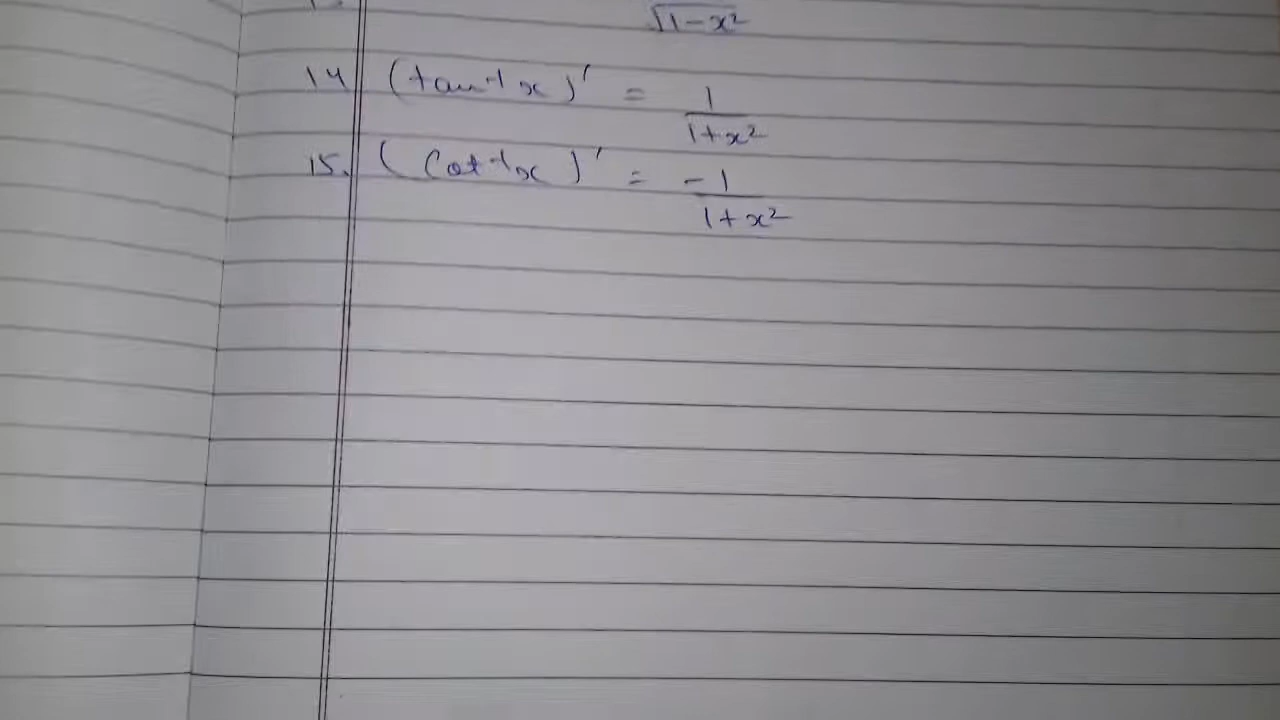 √1-x²
14. (tan⁻¹x)' = 1/1+x²
15. (Cot⁻¹x)' = -1/1+x²